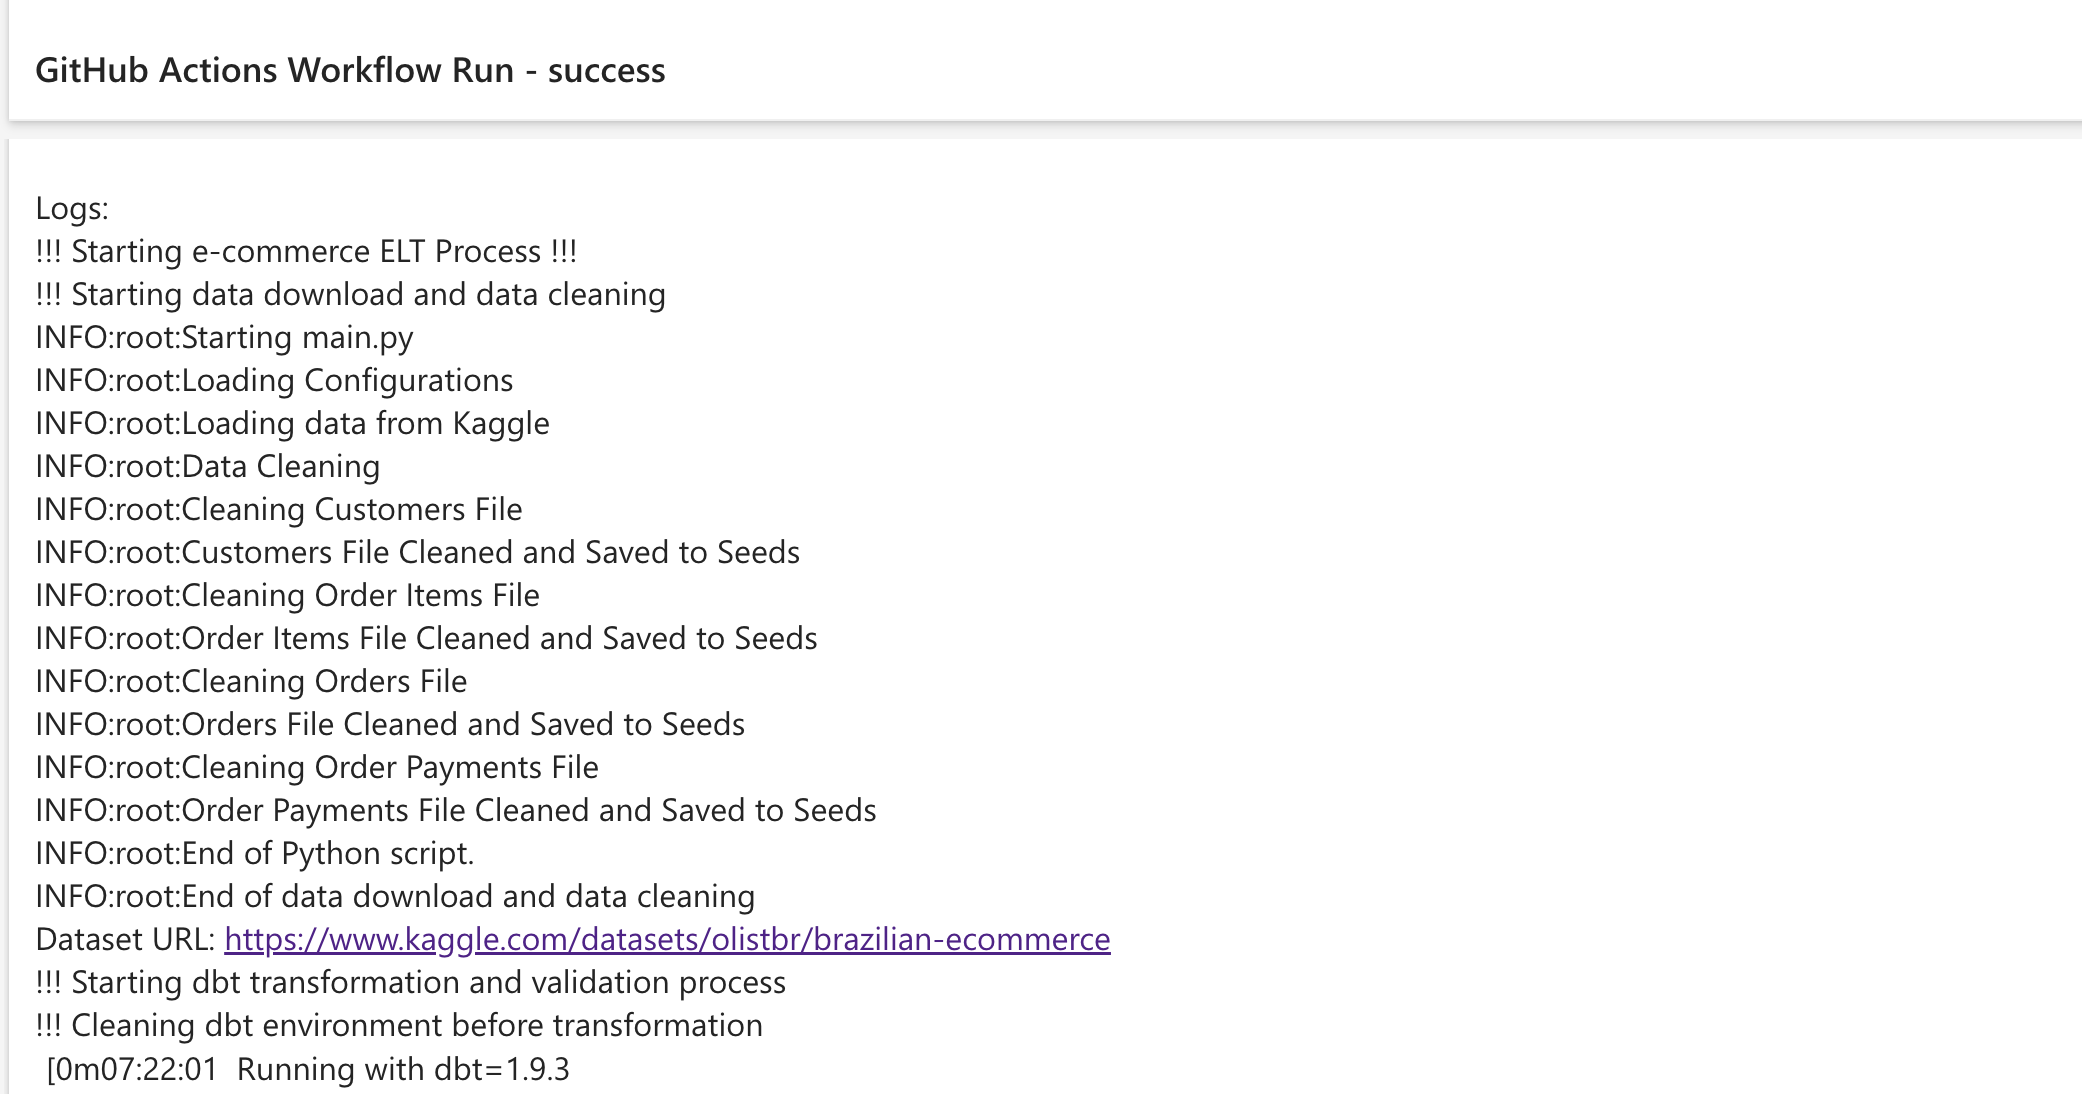 GitHub Actions Workflow Run - success
Logs:
!!! Starting e-commerce ELT Process !!!
!!! Starting data download and data cleaning
INFO:root:Starting main.py
INFO:root:Loading Configurations
INFO:root:Loading data from Kaggle
INFO:root:Data Cleaning
INFO:root:Cleaning Customers File
INFO:root:Customers File Cleaned and Saved to Seeds
INFO:root:Cleaning Order Items File
INFO:root:Order Items File Cleaned and Saved to Seeds
INFO:root:Cleaning Orders File
INFO:root:Orders File Cleaned and Saved to Seeds
INFO:root:Cleaning Order Payments File
INFO:root:Order Payments File Cleaned and Saved to Seeds
INFO:root:End of Python script.
INFO:root:End of data download and data cleaning
Dataset URL: https://www.kaggle.com/datasets/olistbr/brazilian-ecommerce
!!! Starting dbt transformation and validation process
!!! Cleaning dbt environment before transformation
[0m07:22:01  Running with dbt=1.9.3